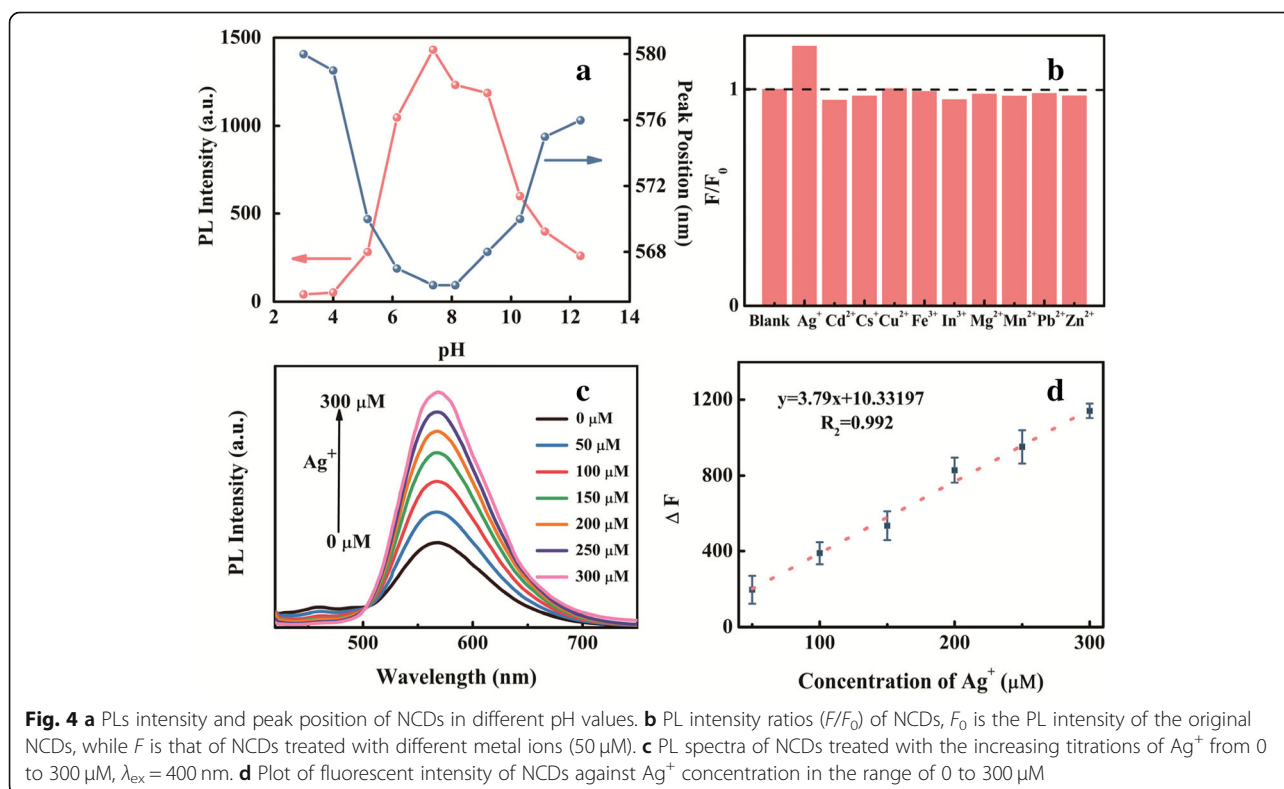 a
PL Intensity (a.u.)
1500
1000
500
0
2 4 6 8 10 12 14
pH
580
576
572
568
Peak Position (nm)
b
F/F₀
1
0
Blank Ag⁺ Cd²⁺ Cs⁺ Cu²⁺ Fe³⁺ In³⁺ Mg²⁺ Mn²⁺ Pb²⁺ Zn²⁺
c
PL Intensity (a.u.)
300 μM
Ag⁺
0 μM
0 μM
50 μM
100 μM
150 μM
200 μM
250 μM
300 μM
500 600 700
Wavelength (nm)
d
y=3.79x+10.33197
R₂=0.992
Δ F
1200
800
400
0
100 200 300
Concentration of Ag⁺ (μM)
Fig. 4 a PLs intensity and peak position of NCDs in different pH values. b PL intensity ratios (F/F₀) of NCDs, F₀ is the PL intensity of the original
NCDs, while F is that of NCDs treated with different metal ions (50 μM). c PL spectra of NCDs treated with the increasing titrations of Ag⁺ from 0
to 300 μM, λₑₓ = 400 nm. d Plot of fluorescent intensity of NCDs against Ag⁺ concentration in the range of 0 to 300 μM